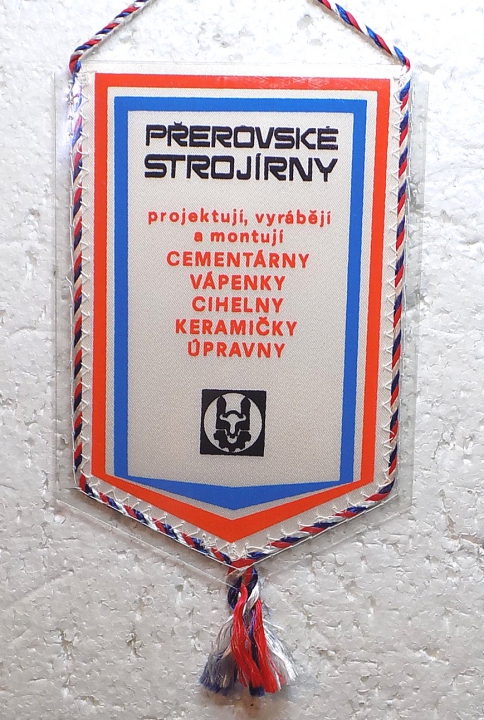 PŘEROVSKÉ
STROJÍRNY
projektují, vyrábějí
a montují
CEMENTÁRNY
VÁPENKY
CIHELNY
KERAMIČKY
ÚPRAVNY